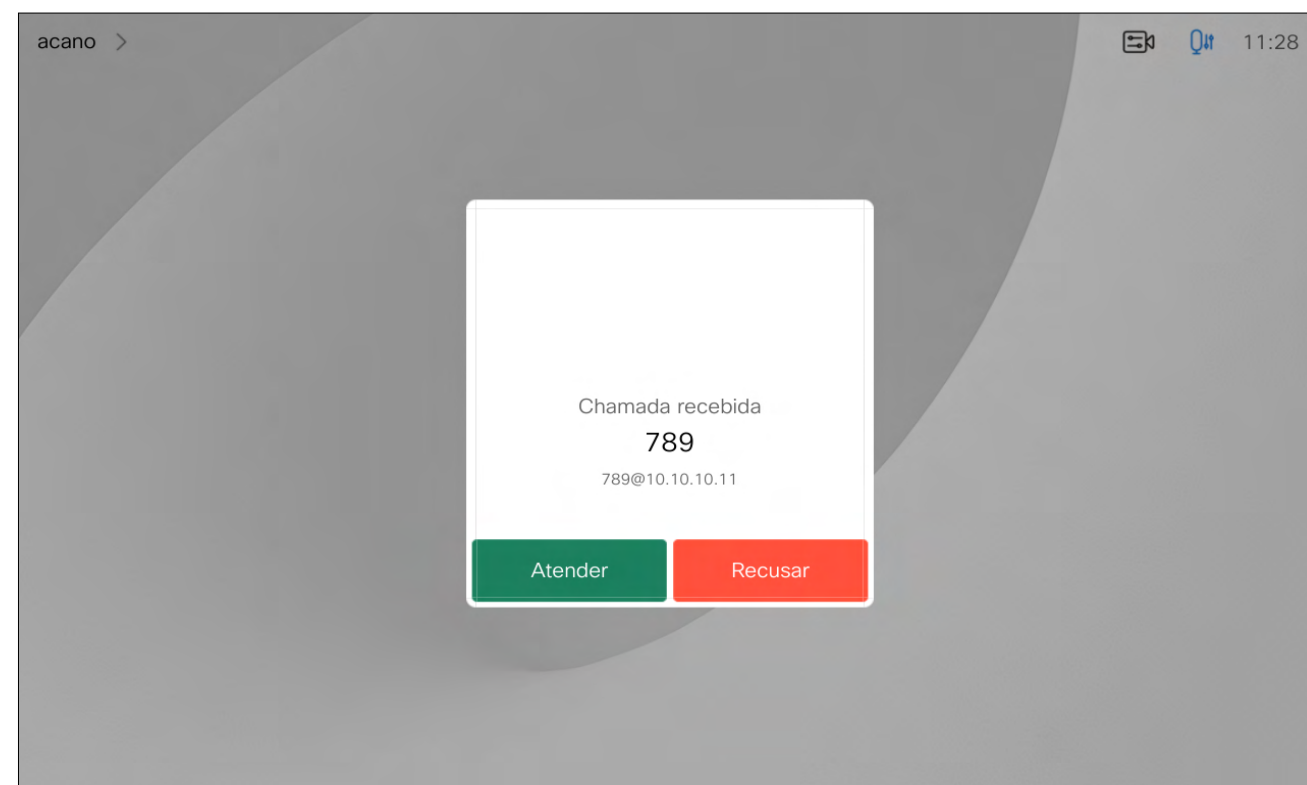 acano
11:28
Chamada recebida
789
789@10.10.10.11
Atender
Recusar